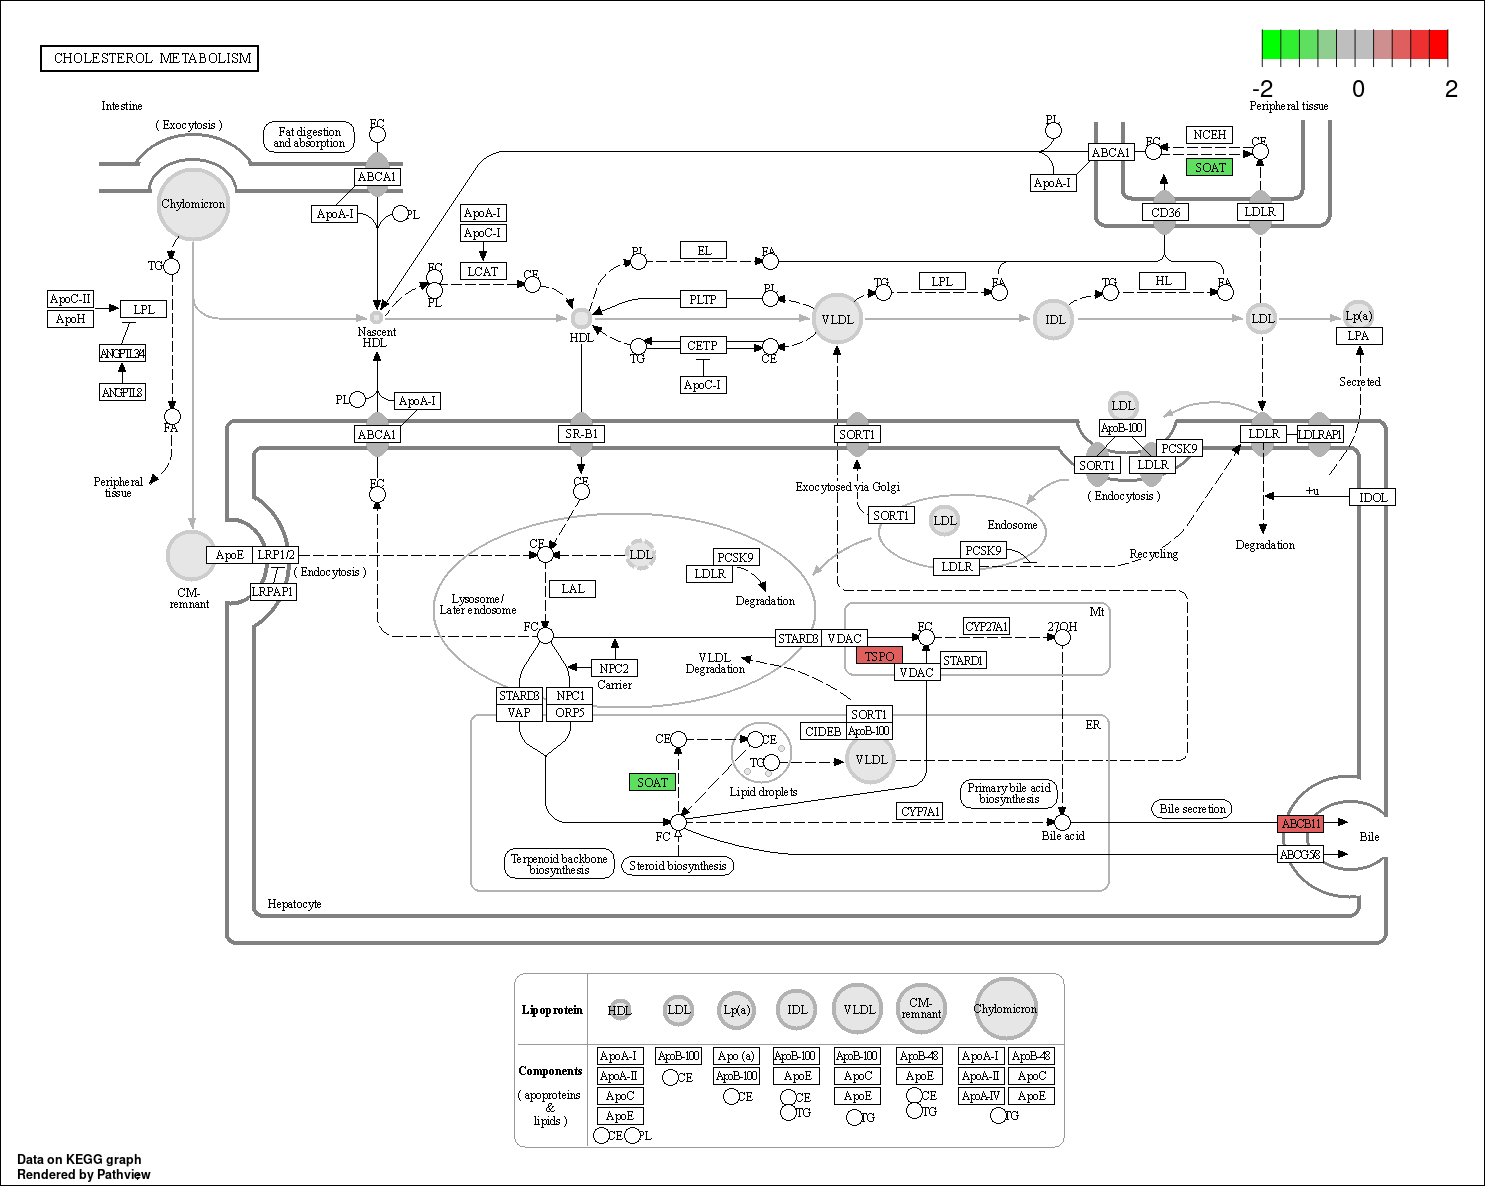 CHOLESTEROL METABOLISM
-2 0 2
Intestine
Peripheral tissue
( Exocytosis )
Fat digestion
and absorption
FC
PL
NCEH
FC
CE
ABCA1
SOAT
ABCA1
ApoA-I
Chylomicron
ApoA-I
PL
ApoA-I
ApoC-I
CD36
LDLR
LCAT
TG
FC
PL
CE
PL
EL
FA
ApoC-II
ApoH
LPL
PLTP
PL
TG
LPL
FA
TG
HL
FA
Nascent
HDL
HDL
VLDL
IDL
LDL
Lp(a)
LPA
ANGPTL3/4
ANGPTL8
CETP
TG
CE
ApoC-I
Secreted
PL
ApoA-I
LDL
FA
ABCA1
SR-B1
SORT1
ApoB-100
LDLR
LDLRAP1
PCSK9
SORT1
LDLR
( Endocytosis )
Peripheral
tissue
FC
CE
Exocytosed via Golgi
+u
IDOL
SORT1
LDL
Endosome
PCSK9
LDLR
Recycling
Degradation
ApoE
LRP1/2
( Endocytosis )
LRPAP1
CM-
remnant
CE
LDL
PCSK9
LDLR
Degradation
LAL
Lysosome/
Later endosome
Mt
FC
STARD3
VDAC
FC
CYP27A1
27OH
TSPO
STARD1
VDAC
NPC2
Carrier
VLDL
Degradation
STARD3
NPC1
VAP
ORP5
SORT1
CIDEB
ApoB-100
ER
CE
CE
TG
VLDL
SOAT
Lipid droplets
Primary bile acid
biosynthesis
CYP7A1
Bile secretion
FC
Bile acid
ABCB11
Bile
ABCG5/8
Terpenoid backbone
biosynthesis
Steroid biosynthesis
Hepatocyte
Lipoprotein
HDL
LDL
Lp(a)
IDL
VLDL
CM-
remnant
Chylomicron
Components
( apoproteins
&
lipids )
ApoA-I
ApoA-II
ApoC
ApoE
CE PL
ApoB-100
CE
Apo (a)
ApoB-100
CE
ApoB-100
ApoE
CE
TG
ApoB-100
ApoC
ApoE
TG
ApoB-48
ApoE
CE
TG
ApoA-I ApoB-48
ApoA-II ApoC
ApoA-IV ApoE
TG
Data on KEGG graph
Rendered by Pathview